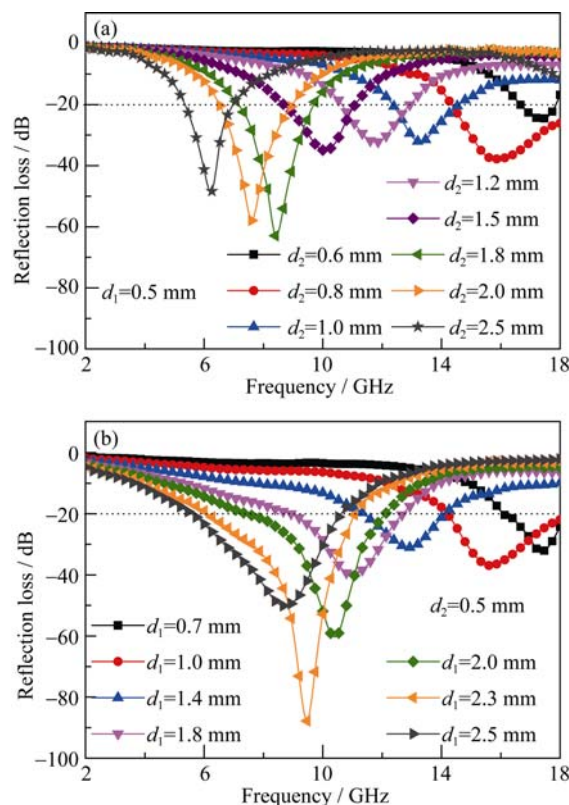 (a)
0
−20
−40
−60
−80
−100
Reflection loss / dB
d₁=0.5 mm
d₂=1.2 mm
d₂=1.5 mm
d₂=0.6 mm
d₂=1.8 mm
d₂=0.8 mm
d₂=2.0 mm
d₂=1.0 mm
d₂=2.5 mm
2 6 10 14 18
Frequency / GHz
(b)
0
−20
−40
−60
−80
−100
Reflection loss / dB
d₂=0.5 mm
d₁=0.7 mm
d₁=1.0 mm
d₁=2.0 mm
d₁=1.4 mm
d₁=2.3 mm
d₁=1.8 mm
d₁=2.5 mm
2 6 10 14 18
Frequency / GHz